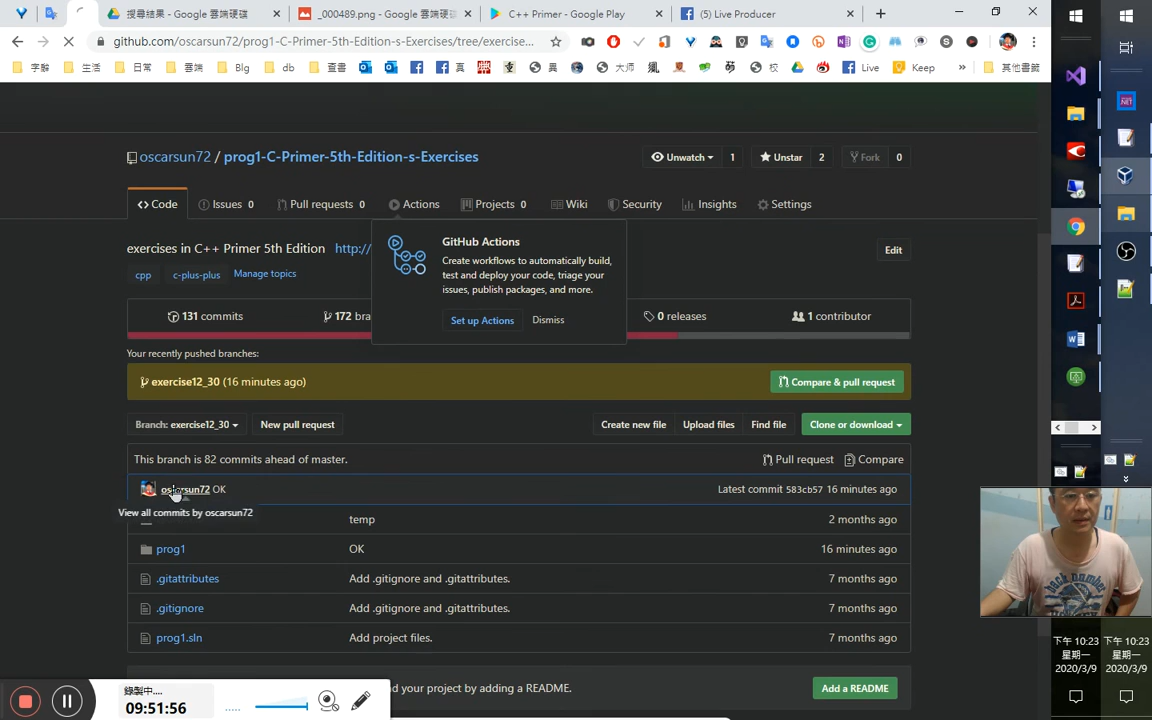 搜尋結果 - Google 雲端硬碟
_000489.png - Google 雲端硬碟
C++ Primer - Google Play
(5) Live Producer
github.com/oscarsun72/prog1-C-Primer-5th-Edition-s-Exercises/tree/exercise...
字辭
生活
日常
雲端
Blg
db
查書
真
異
大师
校
Live
Keep
»
其他書籤
oscarsun72 / prog1-C-Primer-5th-Edition-s-Exercises
Unwatch
1
Unstar
2
Fork
0
Code
Issues 0
Pull requests 0
Actions
Projects 0
Wiki
Security
Insights
Settings
GitHub Actions
Create workflows to automatically build,
test and deploy your code, triage your
issues, publish packages, and more.
Set up Actions
Dismiss
exercises in C++ Primer 5th Edition http://
Edit
cpp
c-plus-plus
Manage topics
131 commits
172 bra
0 releases
1 contributor
Your recently pushed branches:
exercise12_30 (16 minutes ago)
Compare & pull request
Branch: exercise12_30
New pull request
Create new file
Upload files
Find file
Clone or download
This branch is 82 commits ahead of master.
Pull request
Compare
oscarsun72 OK
Latest commit 583cb57 16 minutes ago
View all commits by oscarsun72
temp
2 months ago
prog1
OK
16 minutes ago
.gitattributes
Add .gitignore and .gitattributes.
7 months ago
.gitignore
Add .gitignore and .gitattributes.
7 months ago
prog1.sln
Add project files.
7 months ago
nd your project by adding a README.
Add a README
錄製中....
09:51:56
下午 10:23
星期一
2020/3/9
下午 10:23
星期一
2020/3/9